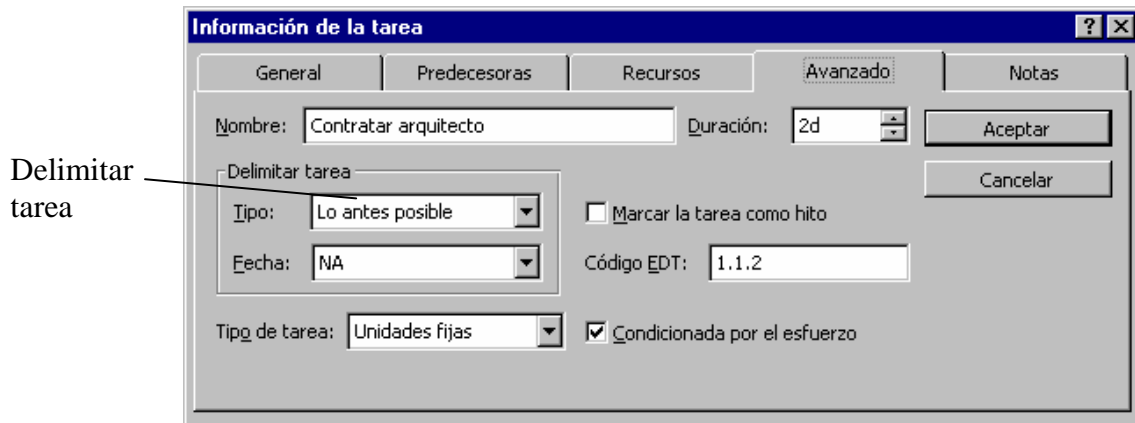 Información de la tarea
General Predecesoras Recursos Avanzado Notas
Nombre: Contratar arquitecto Duración: 2d Aceptar
Delimitar tarea Cancelar
Delimitar
tarea
Tipo: Lo antes posible Marcar la tarea como hito
Fecha: NA Código EDT: 1.1.2
Tipo de tarea: Unidades fijas Condicionada por el esfuerzo